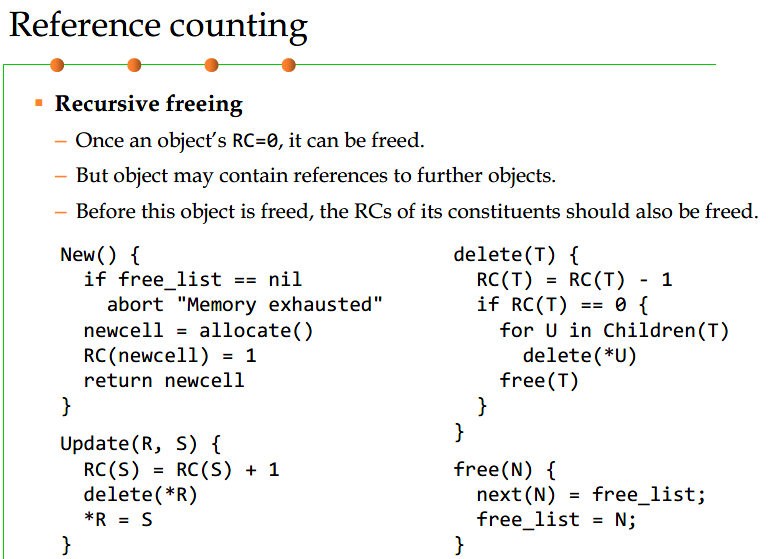 Reference counting
Recursive freeing
– Once an object's RC=0, it can be freed.
– But object may contain references to further objects.
– Before this object is freed, the RCs of its constituents should also be freed.
New() {
if free_list == nil
abort "Memory exhausted"
newcell = allocate()
RC(newcell) = 1
return newcell
}
Update(R, S) {
RC(S) = RC(S) + 1
delete(*R)
*R = S
}
delete(T) {
RC(T) = RC(T) - 1
if RC(T) == 0 {
for U in Children(T)
delete(*U)
free(T)
}
}
free(N) {
next(N) = free_list;
free_list = N;
}